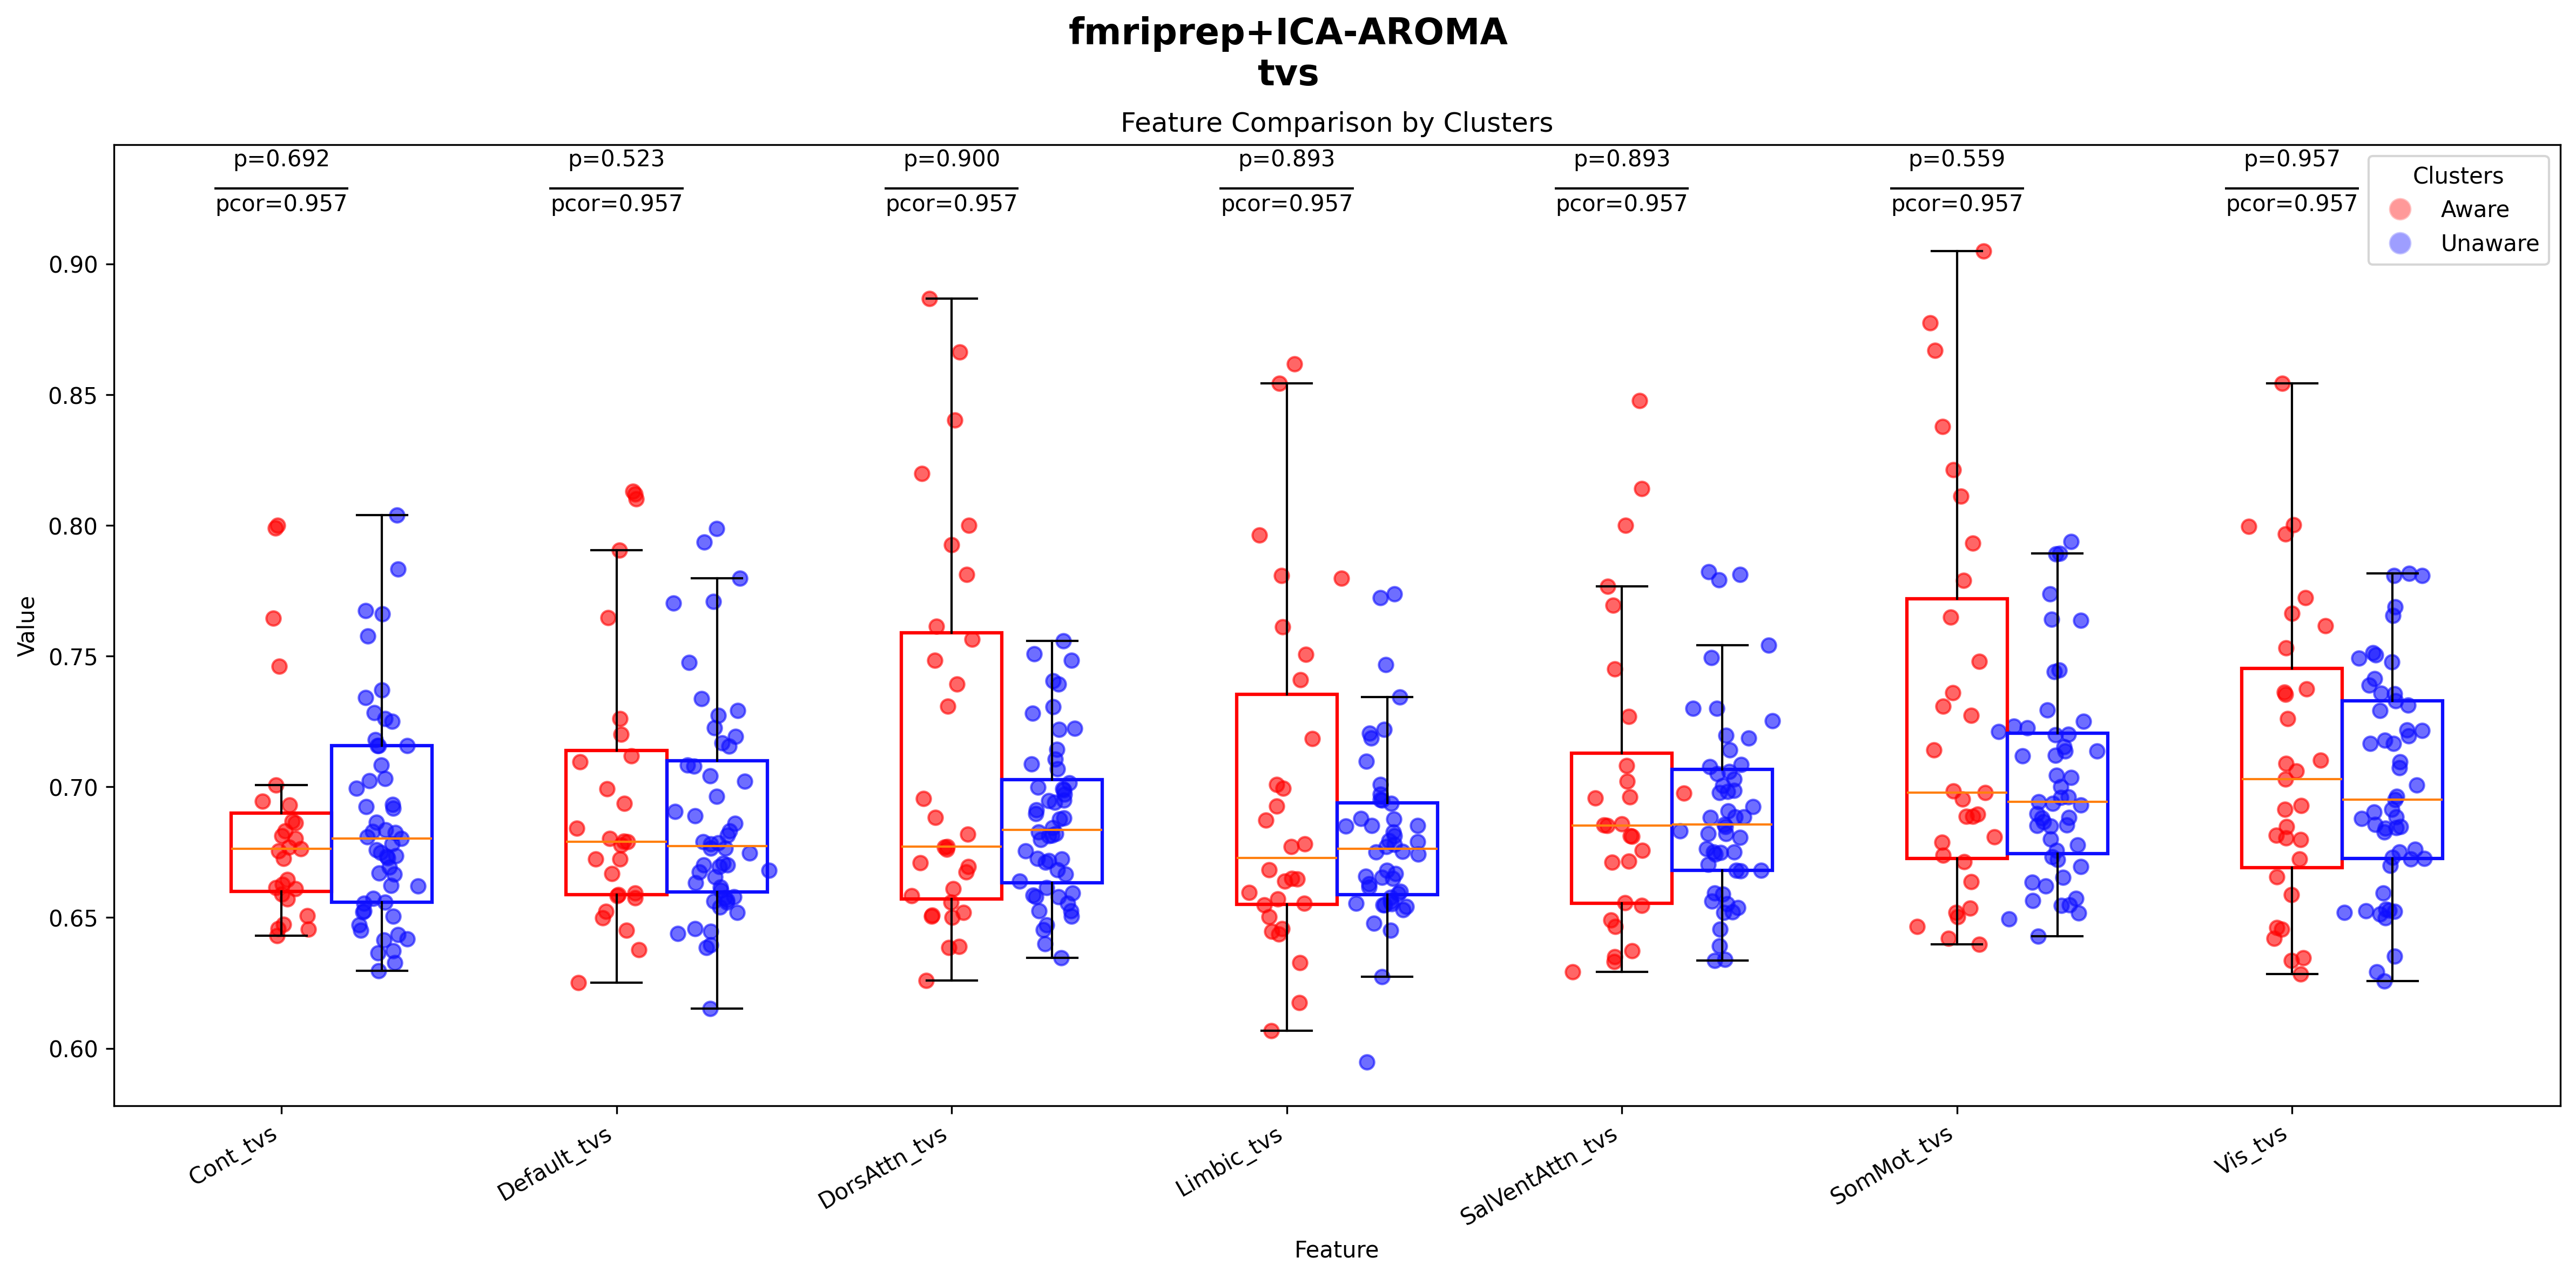 fmriprep+ICA-AROMA
tvs
Feature Comparison by Clusters
p=0.692 p=0.523 p=0.900 p=0.893 p=0.893 p=0.559 p=0.957
pcor=0.957 pcor=0.957 pcor=0.957 pcor=0.957 pcor=0.957 pcor=0.957 pcor=0.957
Clusters
Aware
Unaware
0.90
0.85
0.80
0.75
0.70
0.65
0.60
Value
Cont_tvs Default_tvs DorsAttn_tvs Limbic_tvs SalVentAttn_tvs SomMot_tvs Vis_tvs
Feature